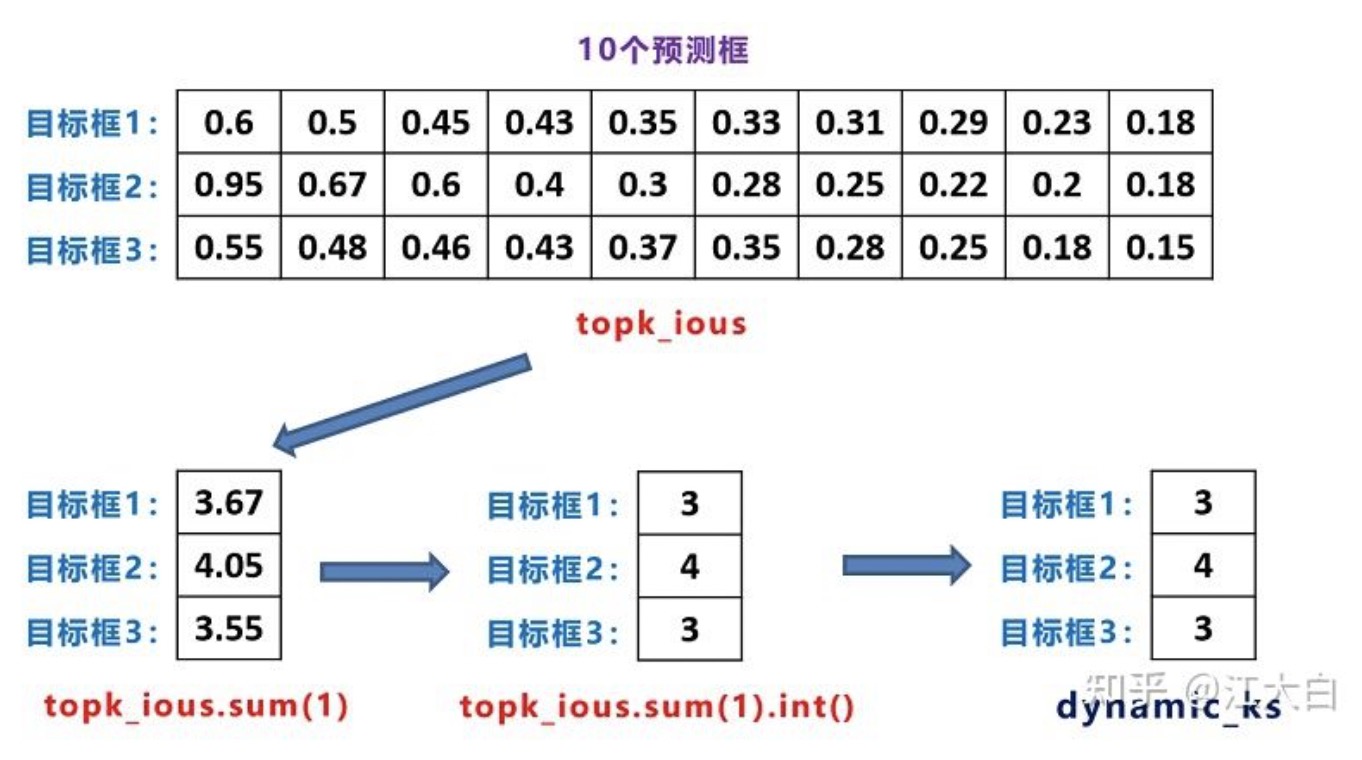 10个预测框
目标框1: 0.6 0.5 0.45 0.43 0.35 0.33 0.31 0.29 0.23 0.18
目标框2: 0.95 0.67 0.6 0.4 0.3 0.28 0.25 0.22 0.2 0.18
目标框3: 0.55 0.48 0.46 0.43 0.37 0.35 0.28 0.25 0.18 0.15
topk_ious
目标框1: 3.67 目标框1: 3 目标框1: 3
目标框2: 4.05 目标框2: 4 目标框2: 4
目标框3: 3.55 目标框3: 3 目标框3: 3
topk_ious.sum(1) topk_ious.sum(1).int() dynamic_ks
知乎 @江大白